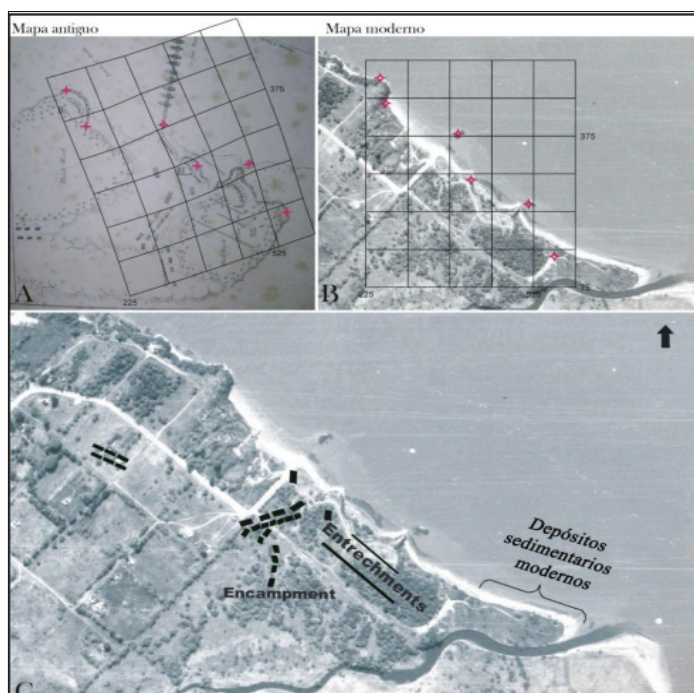 Mapa antiguo
Mapa moderno
375
375
525
225
A
225
B
Depósitos
sedimentarios
modernos
Entrechments
Encampment
C